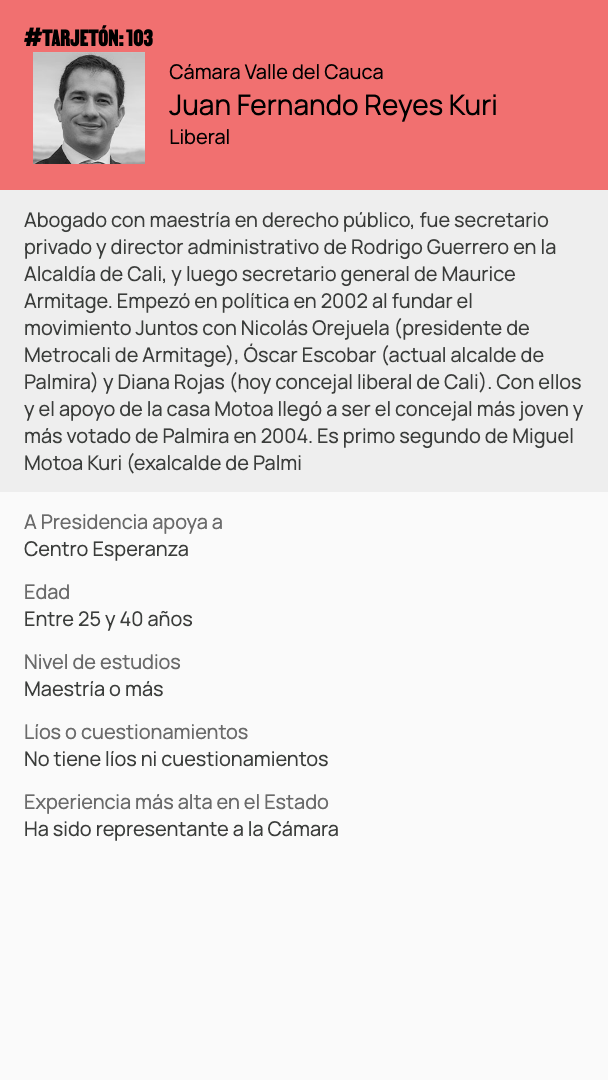 #TARJETÓN: 103
Cámara Valle del Cauca
Juan Fernando Reyes Kuri
Liberal
Abogado con maestría en derecho público, fue secretario
privado y director administrativo de Rodrigo Guerrero en la
Alcaldía de Cali, y luego secretario general de Maurice
Armitage. Empezó en política en 2002 al fundar el
movimiento Juntos con Nicolás Orejuela (presidente de
Metrocali de Armitage), Óscar Escobar (actual alcalde de
Palmira) y Diana Rojas (hoy concejal liberal de Cali). Con ellos
y el apoyo de la casa Motoa llegó a ser el concejal más joven y
más votado de Palmira en 2004. Es primo segundo de Miguel
Motoa Kuri (exalcalde de Palmi
A Presidencia apoya a
Centro Esperanza
Edad
Entre 25 y 40 años
Nivel de estudios
Maestría o más
Líos o cuestionamientos
No tiene líos ni cuestionamientos
Experiencia más alta en el Estado
Ha sido representante a la Cámara